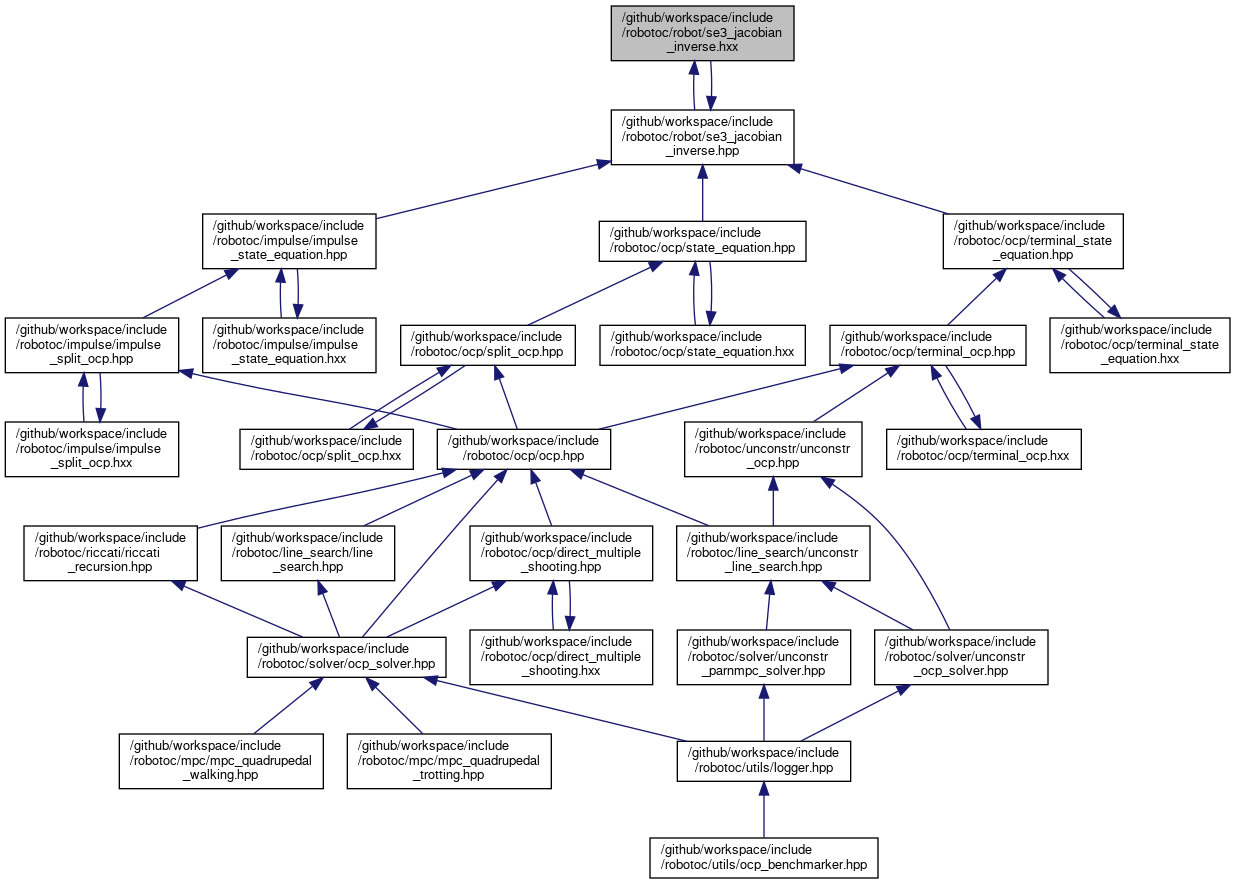 /github/workspace/include
/robotoc/robot/se3_jacobian
_inverse.hxx
/github/workspace/include
/robotoc/robot/se3_jacobian
_inverse.hpp
/github/workspace/include
/robotoc/impulse/impulse
_state_equation.hpp
/github/workspace/include
/robotoc/ocp/state_equation.hpp
/github/workspace/include
/robotoc/ocp/terminal_state
_equation.hpp
/github/workspace/include
/robotoc/impulse/impulse
_split_ocp.hpp
/github/workspace/include
/robotoc/impulse/impulse
_state_equation.hxx
/github/workspace/include
/robotoc/ocp/split_ocp.hpp
/github/workspace/include
/robotoc/ocp/state_equation.hxx
/github/workspace/include
/robotoc/ocp/terminal_ocp.hpp
/github/workspace/include
/robotoc/ocp/terminal_state
_equation.hxx
/github/workspace/include
/robotoc/impulse/impulse
_split_ocp.hxx
/github/workspace/include
/robotoc/ocp/split_ocp.hxx
/github/workspace/include
/robotoc/ocp/ocp.hpp
/github/workspace/include
/robotoc/unconstr/unconstr
_ocp.hpp
/github/workspace/include
/robotoc/ocp/terminal_ocp.hxx
/github/workspace/include
/robotoc/riccati/riccati
_recursion.hpp
/github/workspace/include
/robotoc/line_search/line
_search.hpp
/github/workspace/include
/robotoc/ocp/direct_multiple
_shooting.hpp
/github/workspace/include
/robotoc/line_search/unconstr
_line_search.hpp
/github/workspace/include
/robotoc/solver/ocp_solver.hpp
/github/workspace/include
/robotoc/ocp/direct_multiple
_shooting.hxx
/github/workspace/include
/robotoc/solver/unconstr
_parnmpc_solver.hpp
/github/workspace/include
/robotoc/solver/unconstr
_ocp_solver.hpp
/github/workspace/include
/robotoc/mpc/mpc_quadrupedal
_walking.hpp
/github/workspace/include
/robotoc/mpc/mpc_quadrupedal
_trotting.hpp
/github/workspace/include
/robotoc/utils/logger.hpp
/github/workspace/include
/robotoc/utils/ocp_benchmarker.hpp